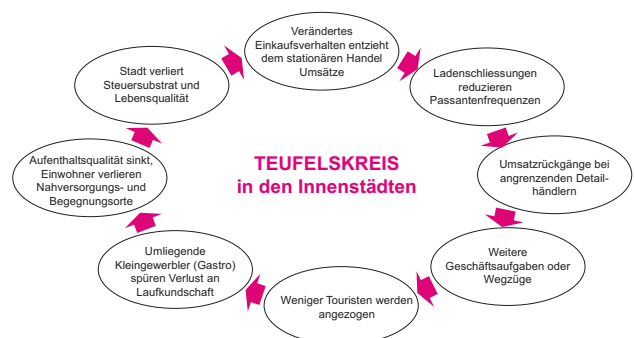 Verändertes
Einkaufsverhalten entzieht
dem stationären Handel
Umsätze
Ladenschliessungen
reduzieren
Passantenfrequenzen
Umsatzrückgänge bei
angrenzenden Detail-
händlern
Weitere
Geschäftsaufgaben oder
Wegzüge
Weniger Touristen werden
angezogen
Umliegende
Kleingewerbler (Gastro)
spüren Verlust an
Laufkundschaft
Aufenthaltsqualität sinkt,
Einwohner verlieren
Nahversorgungs- und
Begegnungsorte
Stadt verliert
Steuersubstrat und
Lebensqualität
TEUFELSKREIS
in den Innenstädten